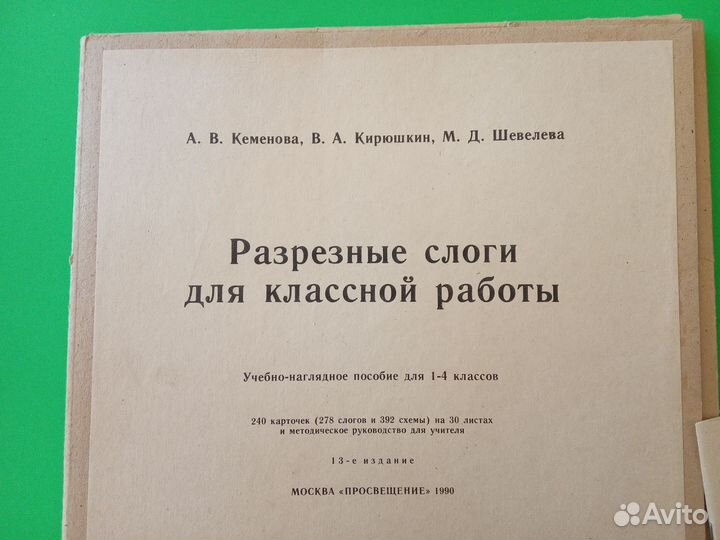 А. В. Кеменова, В. А. Кирюшкин, М. Д. Шевелева
Разрезные слоги
для классной работы
Учебно-наглядное пособие для 1-4 классов
240 карточек (278 слогов и 392 схемы) на 30 листах
и методическое руководство для учителя
13-е издание
МОСКВА «ПРОСВЕЩЕНИЕ» 1990
Avito